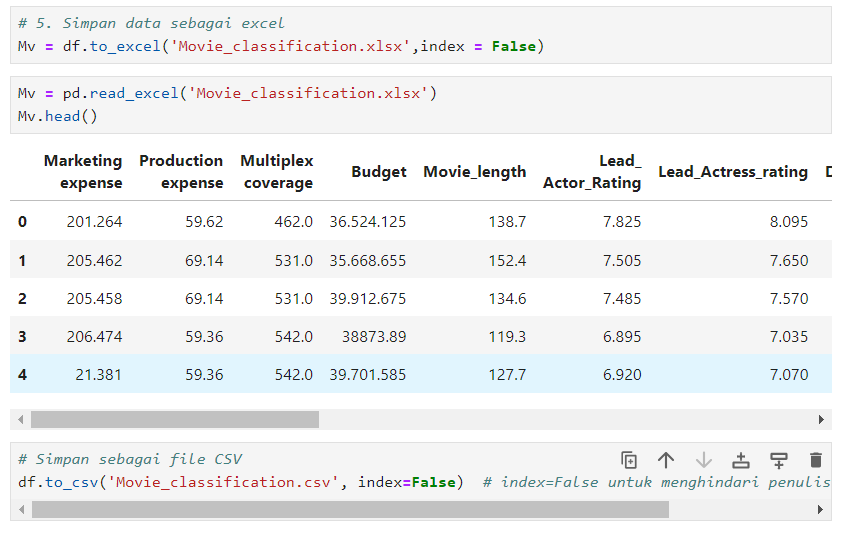 # 5. Simpan data sebagai excel
Mv = df.to_excel('Movie_classification.xlsx',index = False)
Mv = pd.read_excel('Movie_classification.xlsx')
Mv.head()
Marketing expense Production expense Multiplex coverage Budget Movie_length Lead_ Actor_Rating Lead_Actress_rating D
0 201.264 59.62 462.0 36.524.125 138.7 7.825 8.095
1 205.462 69.14 531.0 35.668.655 152.4 7.505 7.650
2 205.458 69.14 531.0 39.912.675 134.6 7.485 7.570
3 206.474 59.36 542.0 38873.89 119.3 6.895 7.035
4 21.381 59.36 542.0 39.701.585 127.7 6.920 7.070
# Simpan sebagai file CSV
df.to_csv('Movie_classification.csv', index=False) # index=False untuk menghindari penulis